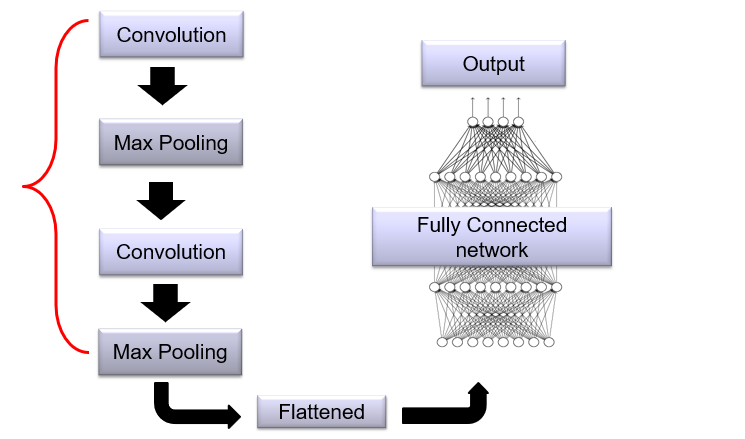 Convolution
Max Pooling
Convolution
Max Pooling
Flattened
Fully Connected
network
Output